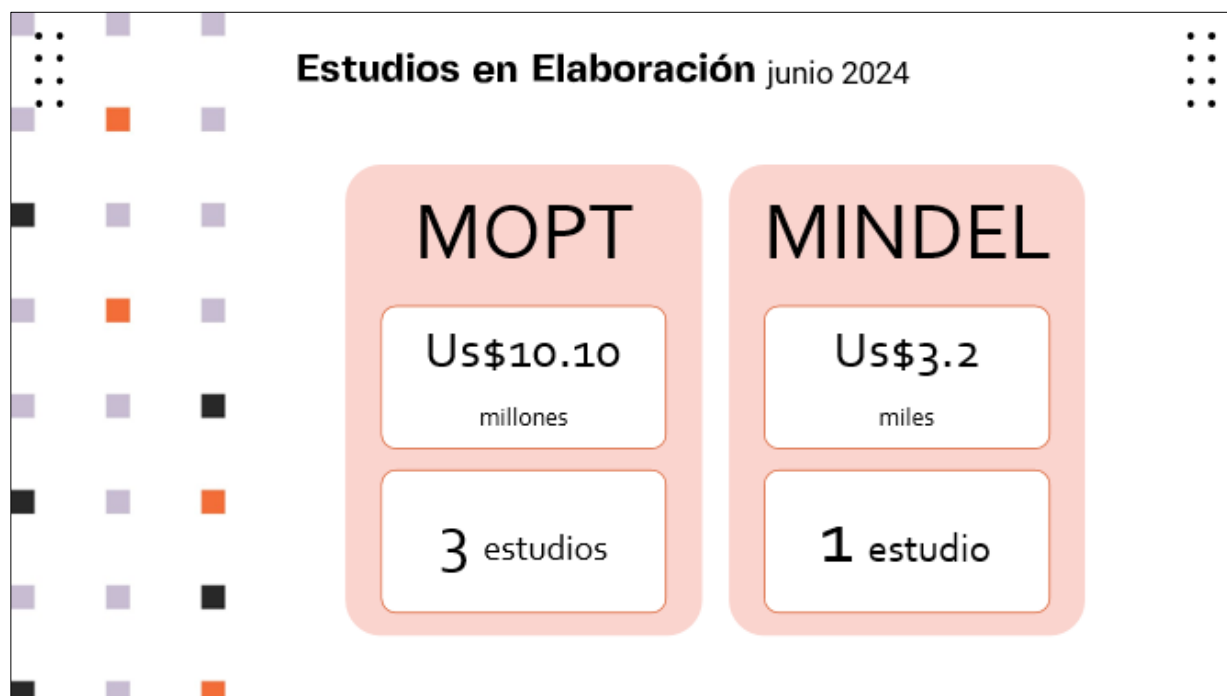 Estudios en Elaboración junio 2024
MOPT
Us$10.10
millones
3 estudios
MINDEL
Us$3.2
miles
1 estudio